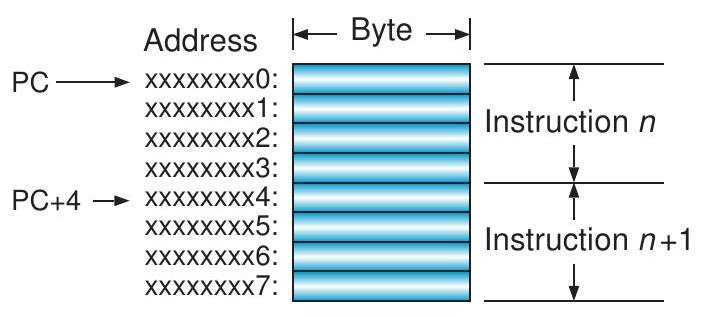 Address
Byte
PC
xxxxxxxx0:
xxxxxxxx1:
xxxxxxxx2:
xxxxxxxx3:
PC+4
xxxxxxxx4:
xxxxxxxx5:
xxxxxxxx6:
xxxxxxxx7:
Instruction n
Instruction n+1